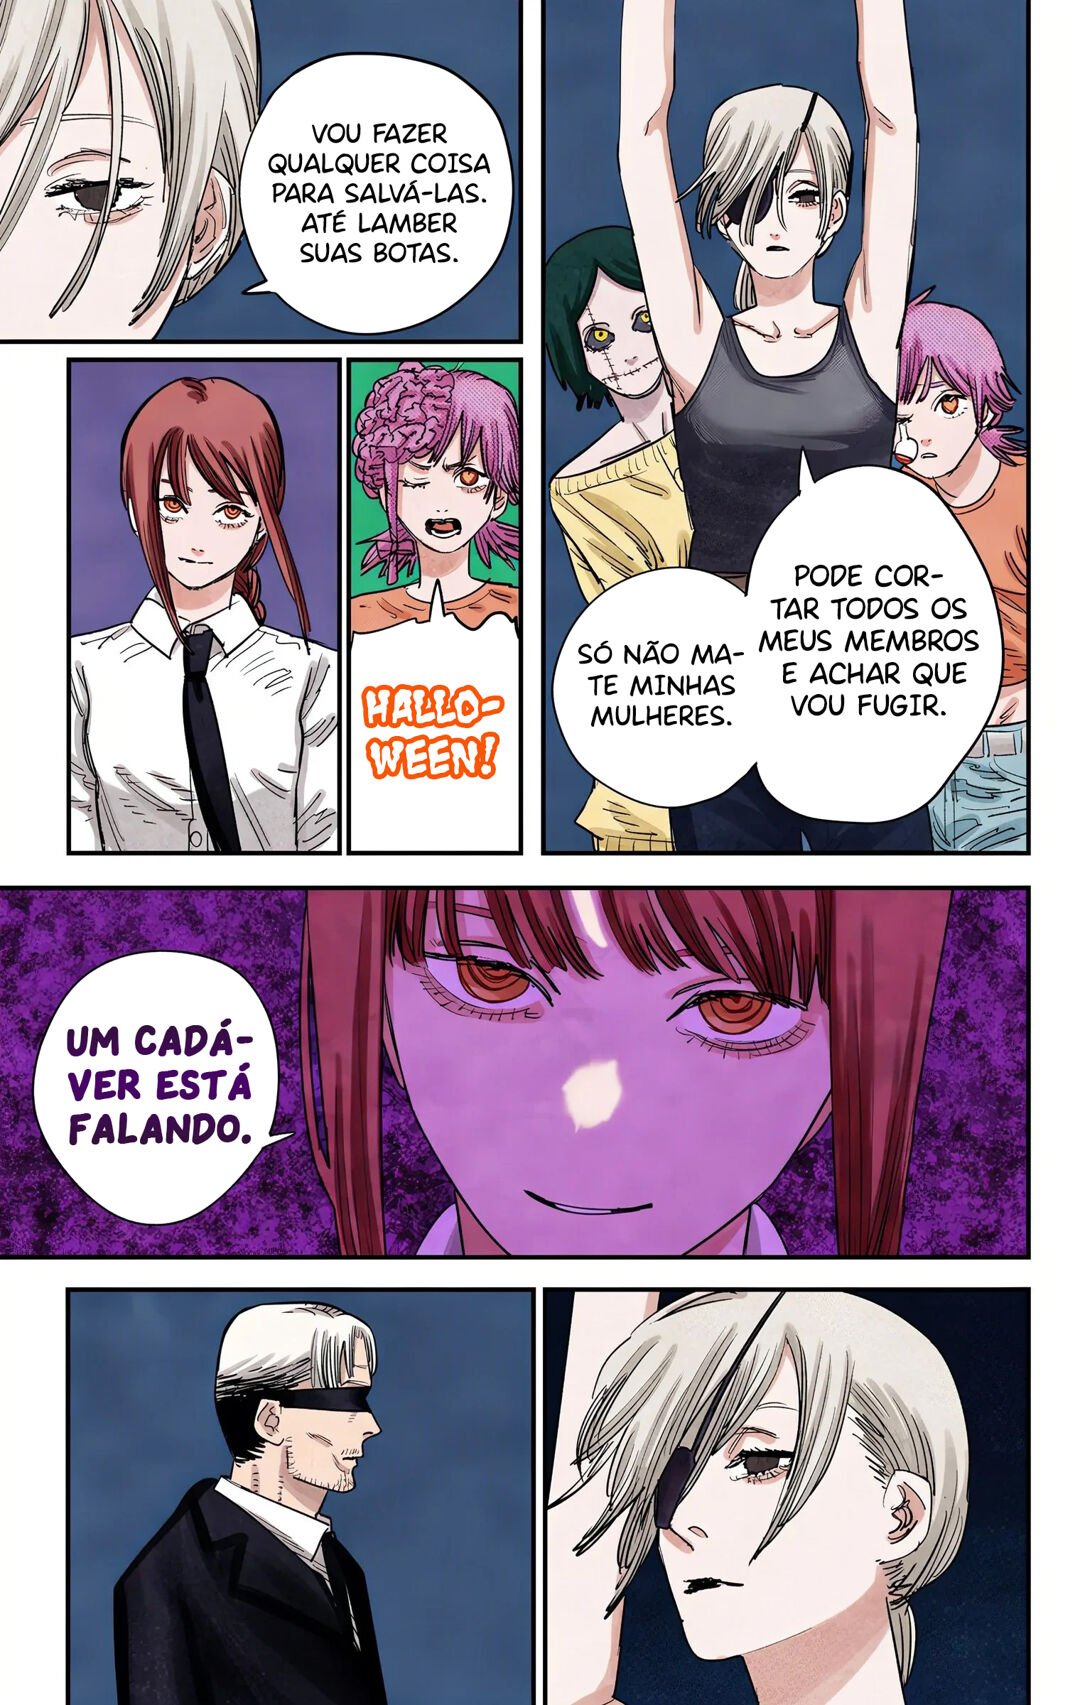 PODE COR-
TAR TODOS OS
MEUS MEMBROS
E ACHAR QUE
VOU FUGIR.
SÓ NÃO MA-
TE MINHAS
MULHERES.
VOU FAZER
QUALQUER COISA
PARA SALVÁ-LAS.
ATÉ LAMBER
SUAS BOTAS.
HALLO-
WEEN!
UM CADÁ-
VER ESTÁ
FALANDO.